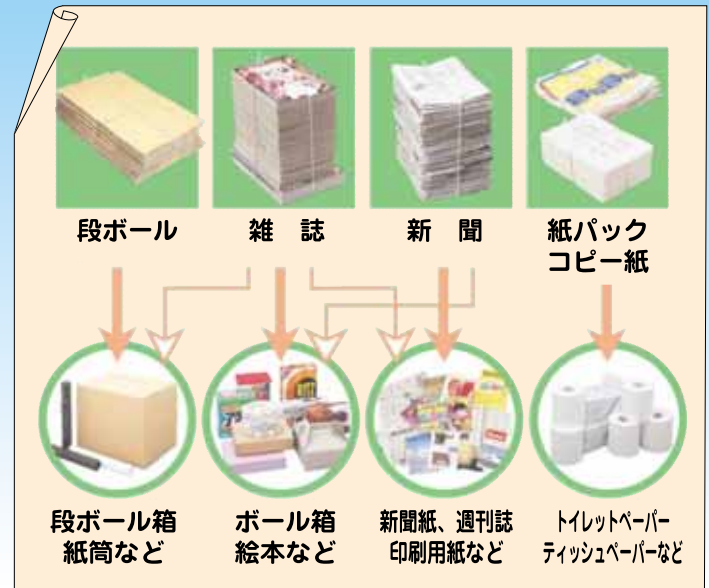 段ボール
雑　誌
新　聞
紙パック
コピー紙
段ボール箱
紙筒など
ボール箱
絵本など
新聞紙、週刊誌
印刷用紙など
トイレットペーパー
ティッシュペーパーなど